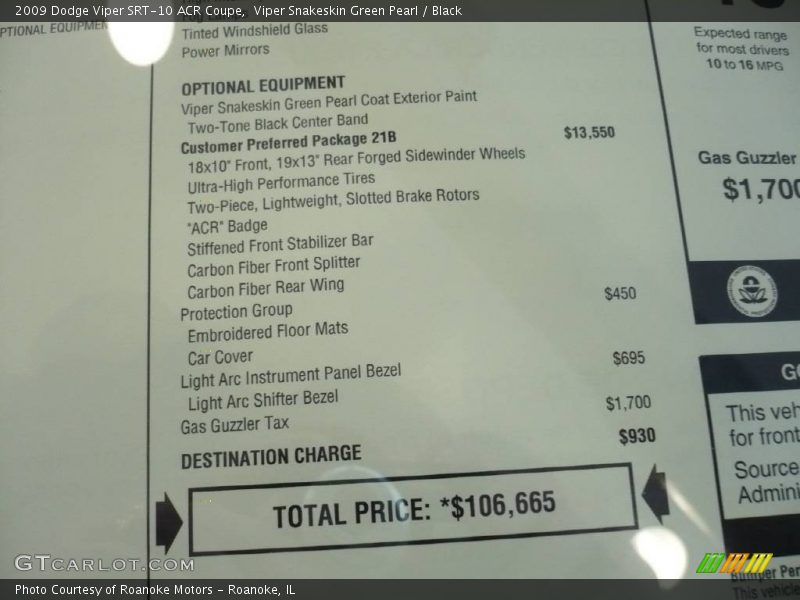 2009 Dodge Viper SRT-10 ACR Coupe, Viper Snakeskin Green Pearl / Black
Tinted Windshield Glass
Power Mirrors
OPTIONAL EQUIPMENT
Viper Snakeskin Green Pearl Coat Exterior Paint
Two-Tone Black Center Band
Customer Preferred Package 21B $13,550
18x10" Front, 19x13" Rear Forged Sidewinder Wheels
Ultra-High Performance Tires
Two-Piece, Lightweight, Slotted Brake Rotors
"ACR" Badge
Stiffened Front Stabilizer Bar
Carbon Fiber Front Splitter
Carbon Fiber Rear Wing
Protection Group $450
Embroidered Floor Mats
Car Cover
Light Arc Instrument Panel Bezel $695
Light Arc Shifter Bezel
Gas Guzzler Tax $1,700
DESTINATION CHARGE $930
TOTAL PRICE: *$106,665
Expected range
for most drivers
10 to 16 MPG
Gas Guzzler
$1,700
This veh
for front
Source
Admini
Bumper Per
This vehicle
GTCARLOT.COM
Photo Courtesy of Roanoke Motors - Roanoke, IL